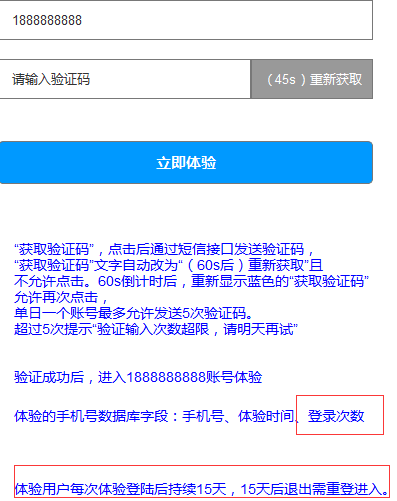 1888888888
请输入验证码
（45s）重新获取
立即体验
“获取验证码”，点击后通过短信接口发送验证码，
“获取验证码”文字自动改为“（60s后）重新获取”且
不允许点击。60s倒计时后，重新显示蓝色的“获取验证码”
允许再次点击，
单日一个账号最多允许发送5次验证码。
超过5次提示“验证输入次数超限，请明天再试”
验证成功后，进入1888888888账号体验
体验的手机号数据库字段：手机号、体验时间、登录次数
体验用户每次体验登陆后持续15天，15天后退出需重登进入。